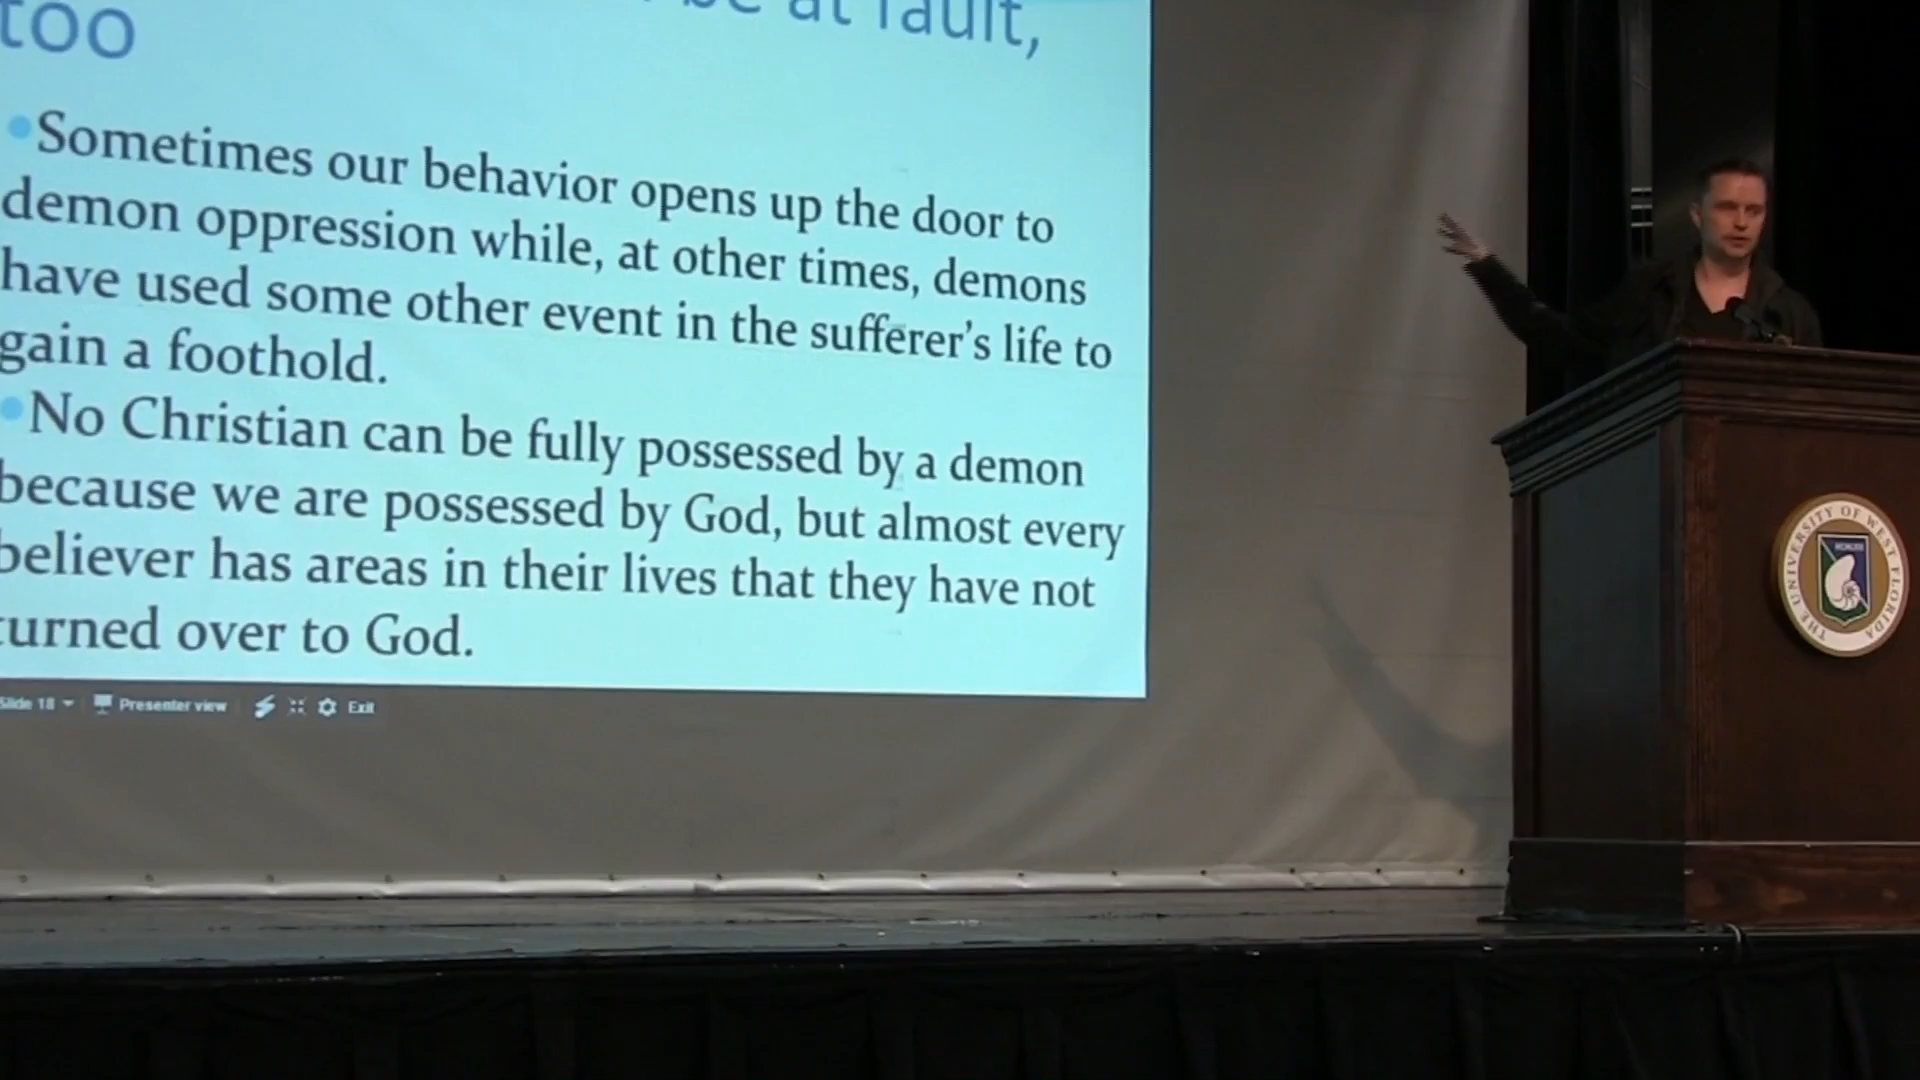 be at fault,
too
•Sometimes our behavior opens up the door to
demon oppression while, at other times, demons
have used some other event in the sufferer's life to
gain a foothold.
•No Christian can be fully possessed by a demon
because we are possessed by God, but almost every
believer has areas in their lives that they have not
turned over to God.
Slide 18 Presenter view Exit
THE UNIVERSITY OF WEST FLORIDA